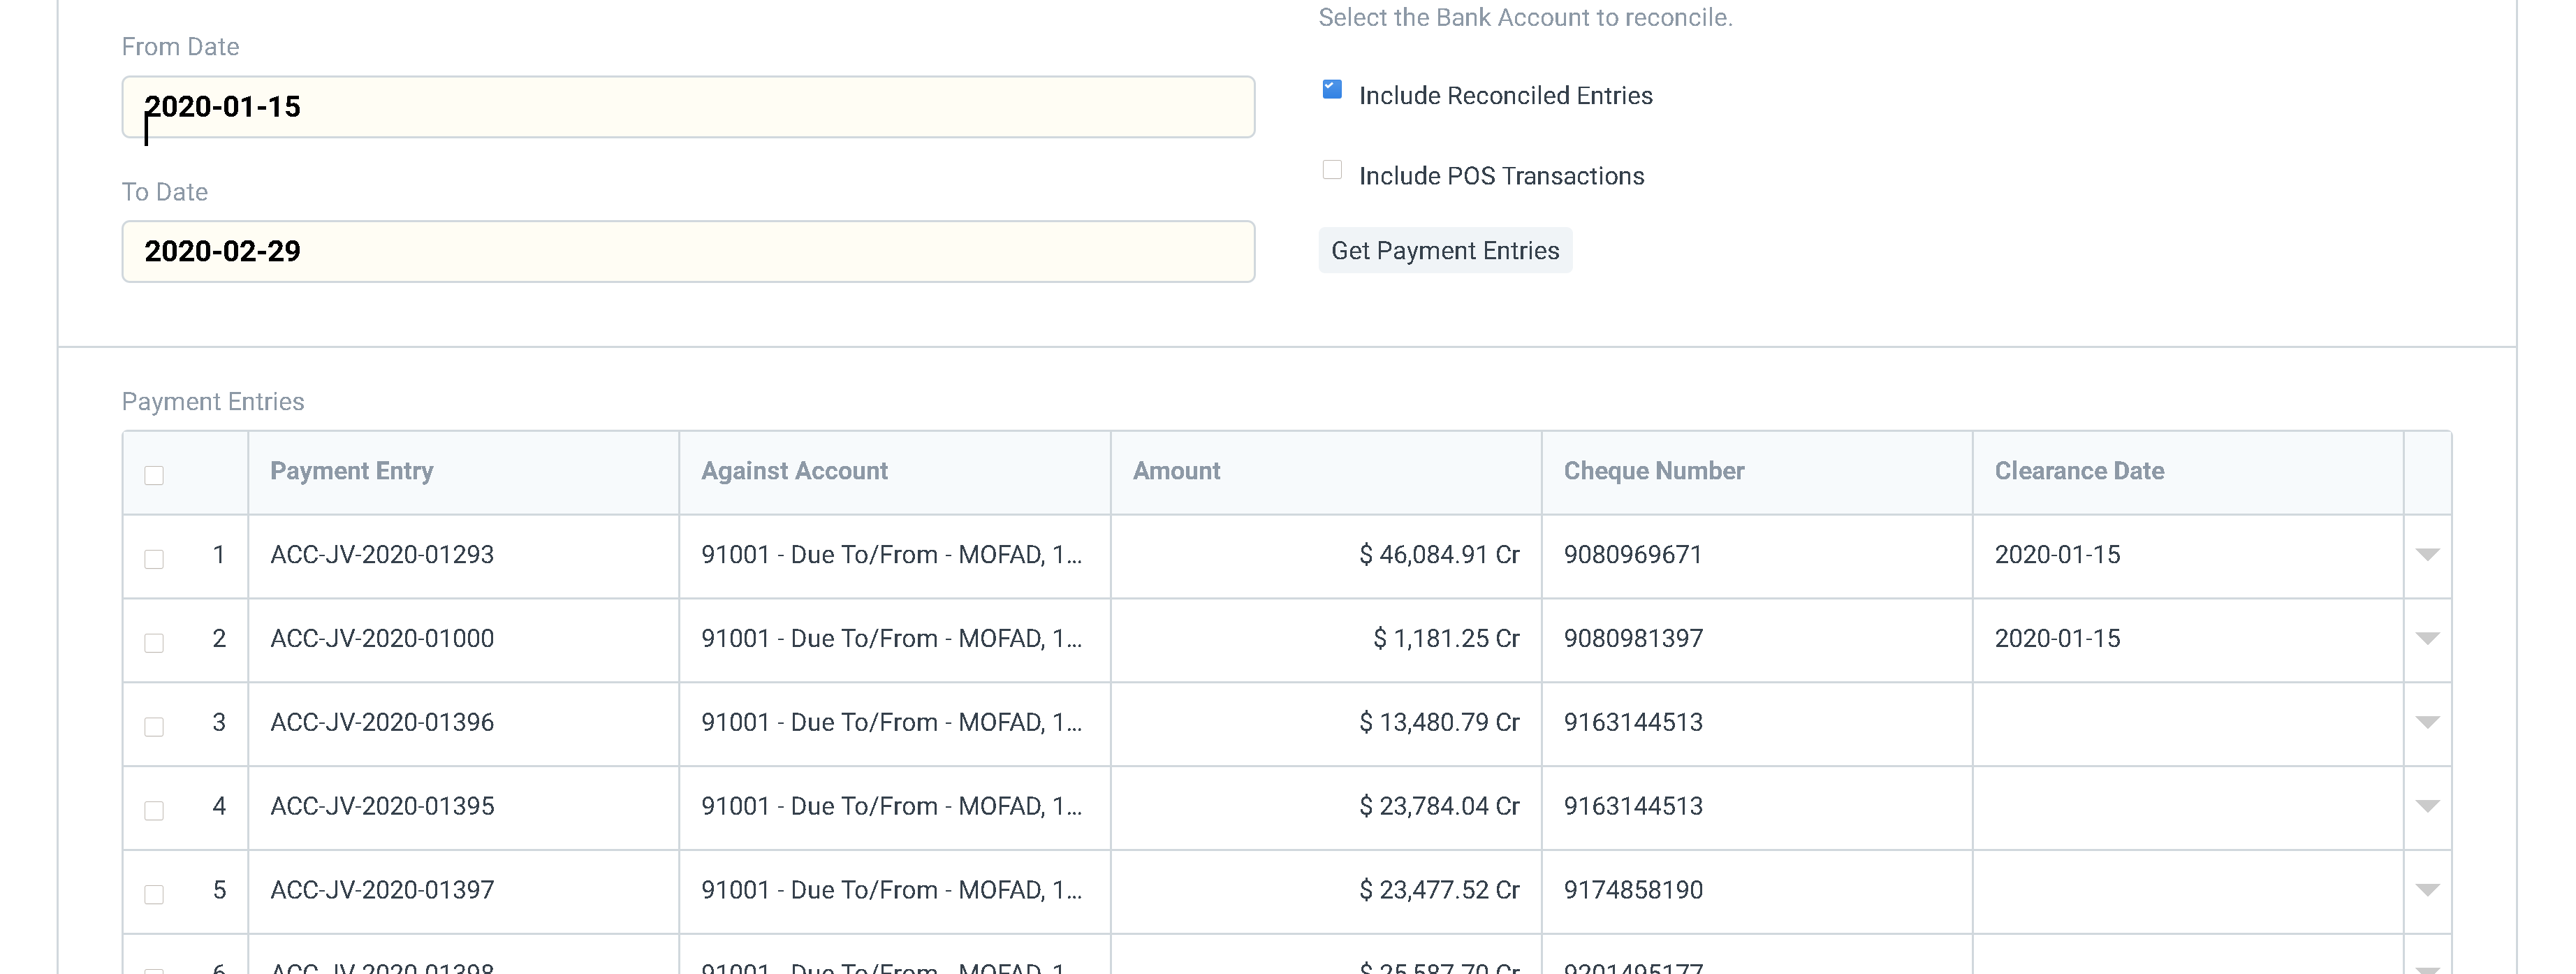 Select the Bank Account to reconcile.
From Date
2020-01-15
Include Reconciled Entries
Include POS Transactions
To Date
2020-02-29
Get Payment Entries
Payment Entries
Payment Entry Against Account Amount Cheque Number Clearance Date
1 ACC-JV-2020-01293 91001 - Due To/From - MOFAD, 1... $ 46,084.91 Cr 9080969671 2020-01-15
2 ACC-JV-2020-01000 91001 - Due To/From - MOFAD, 1... $ 1,181.25 Cr 9080981397 2020-01-15
3 ACC-JV-2020-01396 91001 - Due To/From - MOFAD, 1... $ 13,480.79 Cr 9163144513
4 ACC-JV-2020-01395 91001 - Due To/From - MOFAD, 1... $ 23,784.04 Cr 9163144513
5 ACC-JV-2020-01397 91001 - Due To/From - MOFAD, 1... $ 23,477.52 Cr 9174858190
6 ACC-JV-2020-01398 91001 - Due To/From - MOFAD, 1... $ 25,587.70 Cr 9201495177